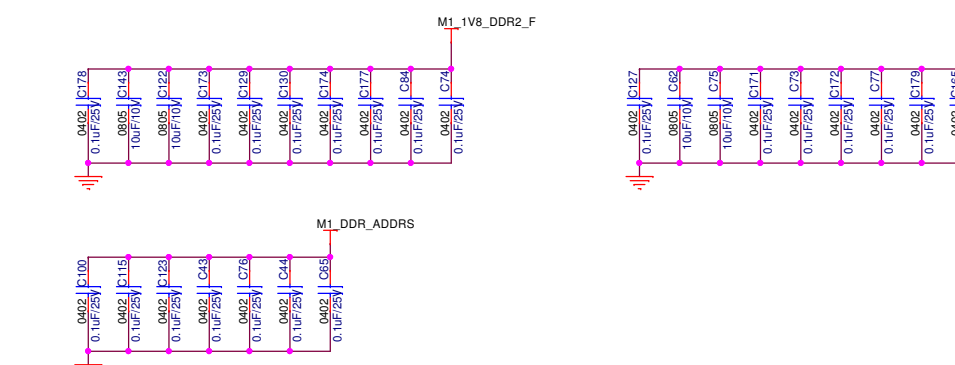 M1_1V8_DDR2_F
C178 0402 0.1uF/25V
C143 0805 10uF/10V
C122 0805 10uF/10V
C173 0402 0.1uF/25V
C129 0402 0.1uF/25V
C130 0402 0.1uF/25V
C174 0402 0.1uF/25V
C177 0402 0.1uF/25V
C84 0402 0.1uF/25V
C74 0402 0.1uF/25V
C127 0402 0.1uF/25V
C62 0805 10uF/10V
C75 0805 10uF/10V
C171 0402 0.1uF/25V
C73 0402 0.1uF/25V
C172 0402 0.1uF/25V
C77 0402 0.1uF/25V
C179 0402 0.1uF/25V
M1_DDR_ADDRS
C100 0402 0.1uF/25V
C115 0402 0.1uF/25V
C123 0402 0.1uF/25V
C43 0402 0.1uF/25V
C76 0402 0.1uF/25V
C44 0402 0.1uF/25V
C65 0402 0.1uF/25V